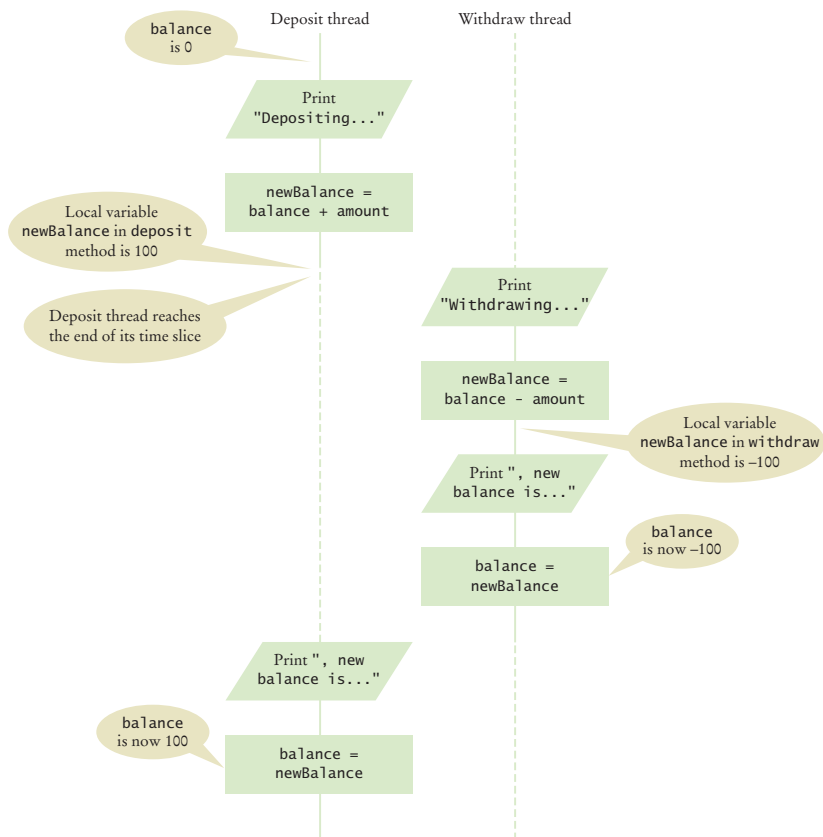 Deposit thread
Withdraw thread
balance
is 0
Print
"Depositing..."
newBalance =
balance + amount
Local variable
newBalance in deposit
method is 100
Deposit thread reaches
the end of its time slice
Print
"Withdrawing..."
newBalance =
balance - amount
Local variable
newBalance in withdraw
method is –100
Print ", new
balance is..."
balance
is now –100
balance =
newBalance
Print ", new
balance is..."
balance
is now 100
balance =
newBalance